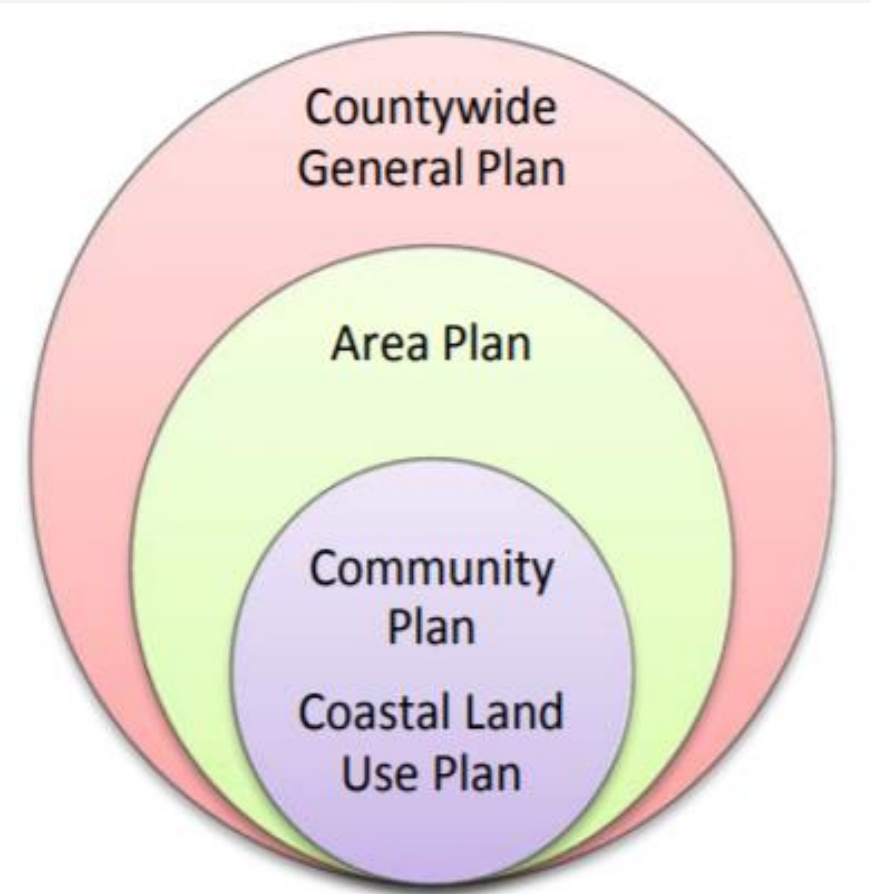 Countywide
General Plan
Area Plan
Community
Plan
Coastal Land
Use Plan